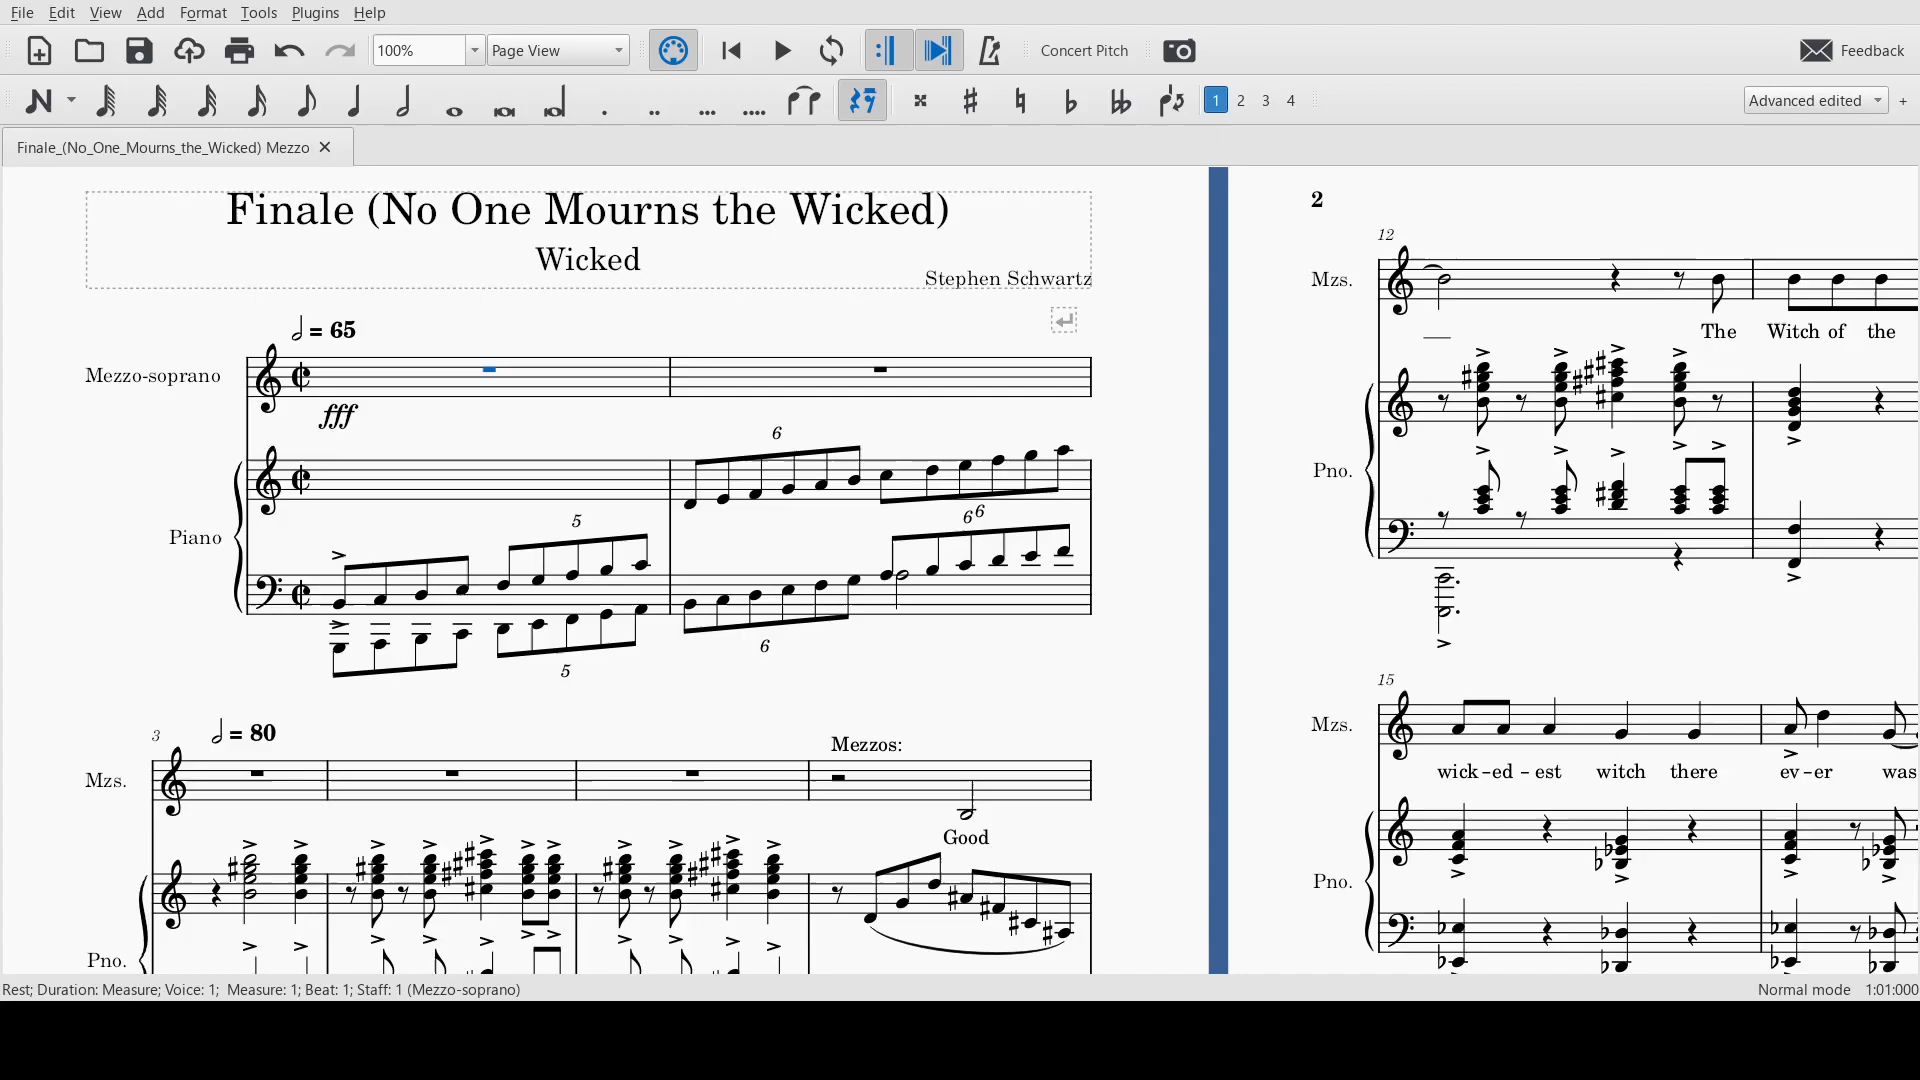 File Edit View Add Format Tools Plugins Help
100% Page View Concert Pitch Feedback
1 2 3 4 Advanced edited +
Finale_(No_One_Mourns_the_Wicked) Mezzo
Finale (No One Mourns the Wicked)
Wicked
Stephen Schwartz
= 65
Mezzo-soprano
fff
6
Piano
5
6 6
5
6
3
= 80
Mezzos:
Mzs.
Good
Pno.
2
12
Mzs.
The Witch of the
Pno.
15
Mzs.
wick-ed-est witch there ev-er was
Pno.
Rest; Duration: Measure; Voice: 1; Measure: 1; Beat: 1; Staff: 1 (Mezzo-soprano)
Normal mode 1:01:000